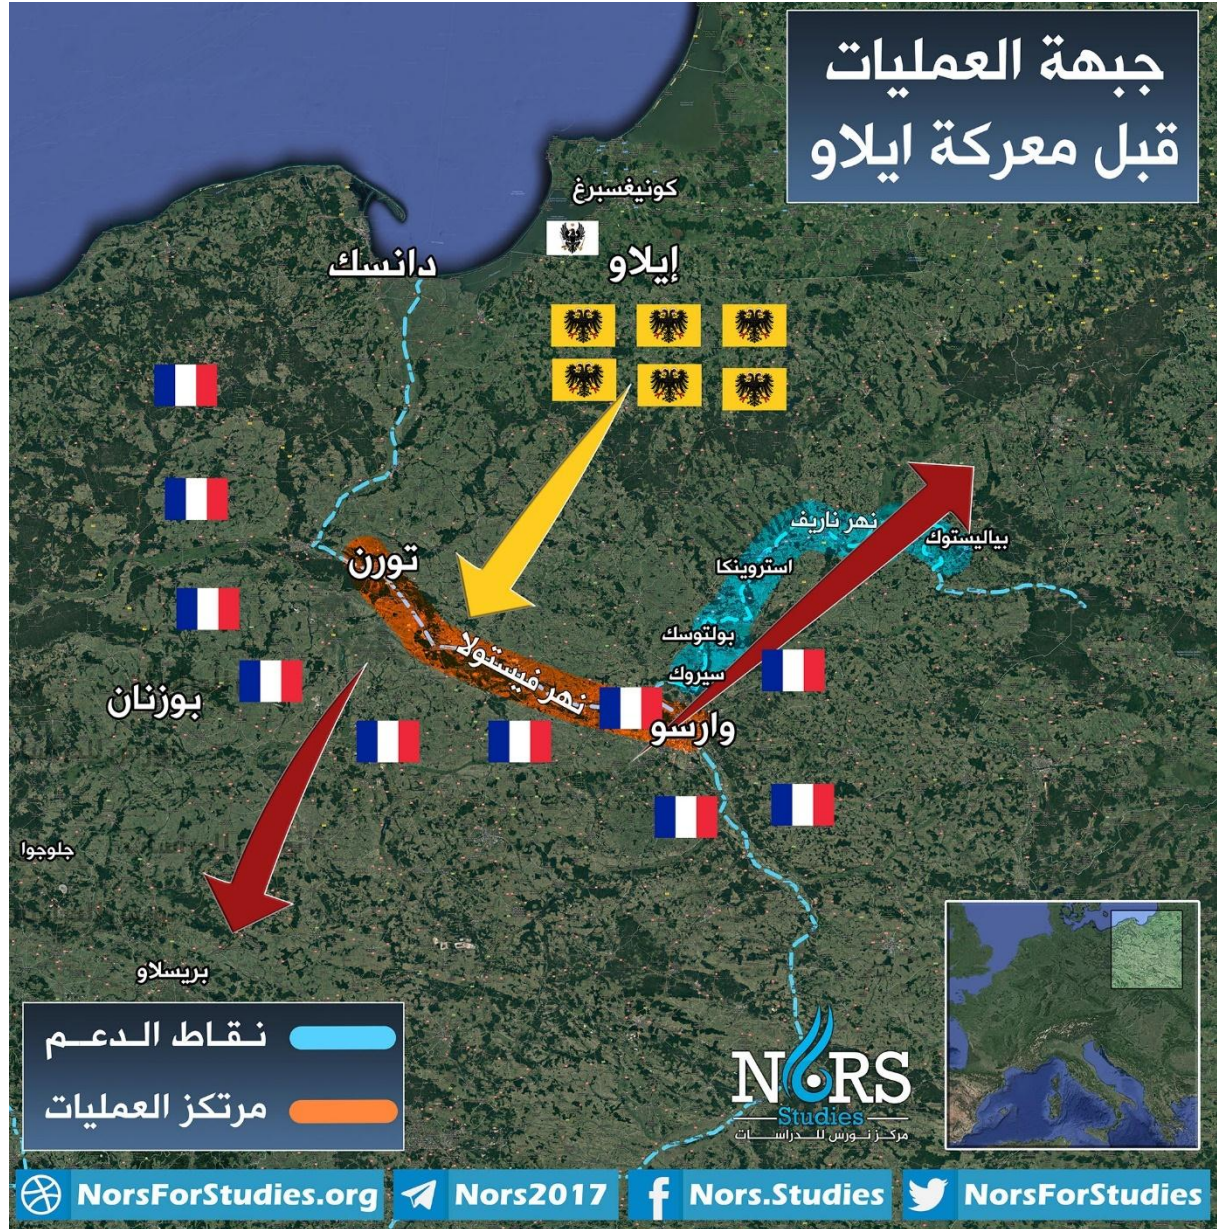 جبهة العمليات
قبل معركة ايلاو
كونيغسبرغ
إيلاو
دانسك
نهر ناريف
بياليستوك
استروينكا
تورن
بولتوسك
نهر فيستولا
سيروك
بوزنان
وارسو
جلوجوا
بريسلاو
نقاط الدعم
مرتكز العمليات
NORS
Studies
مركز نورس للدراسات
NorsForStudies.org
Nors2017
Nors.Studies
NorsForStudies